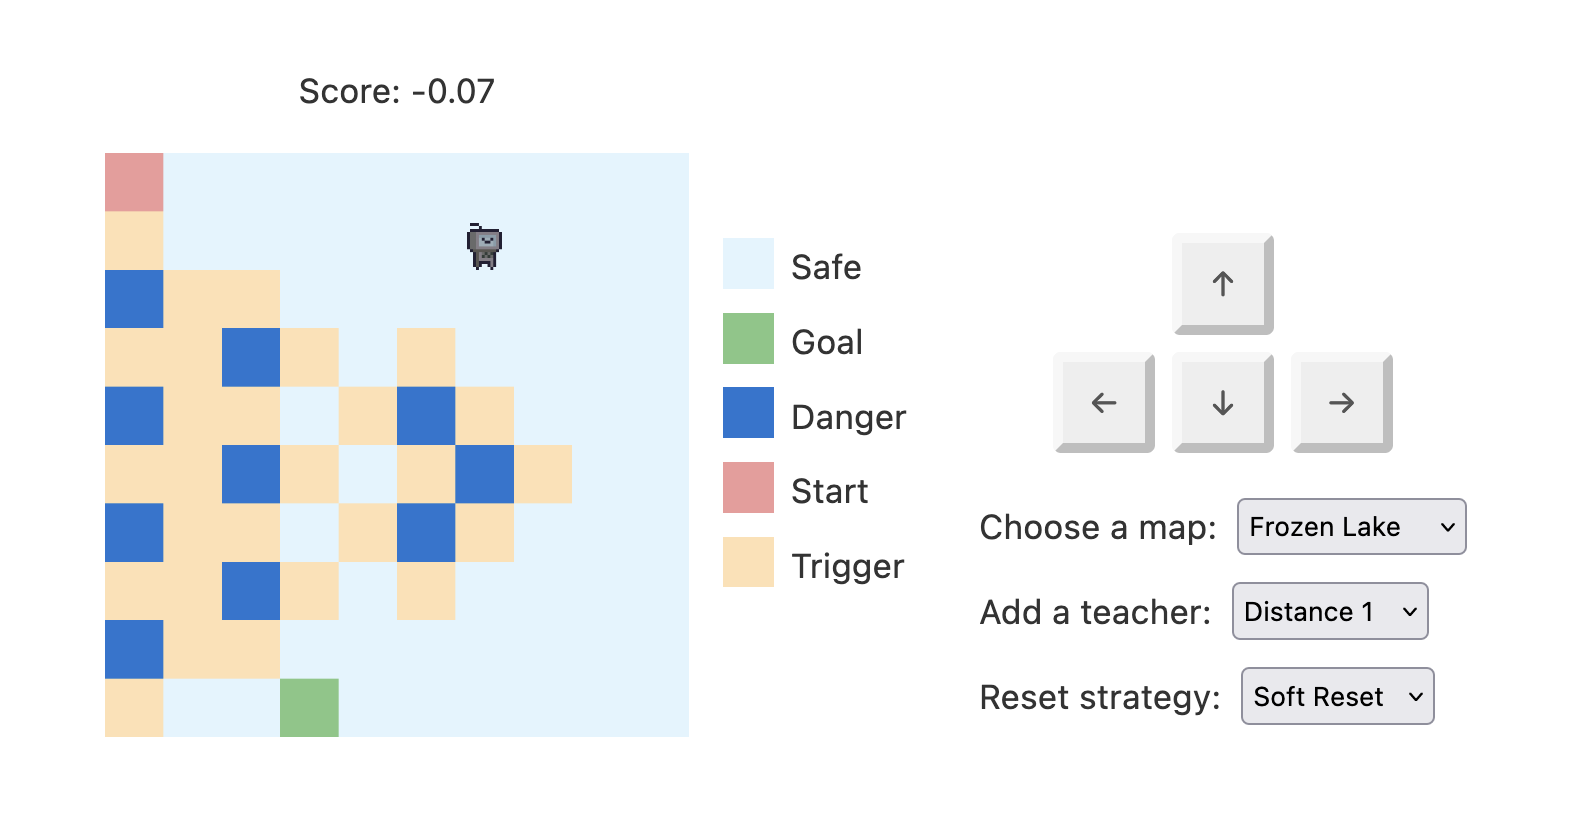 Score: -0.07
Safe
Goal
Danger
Start
Trigger
↑
← ↓ →
Choose a map: Frozen Lake
Add a teacher: Distance 1
Reset strategy: Soft Reset